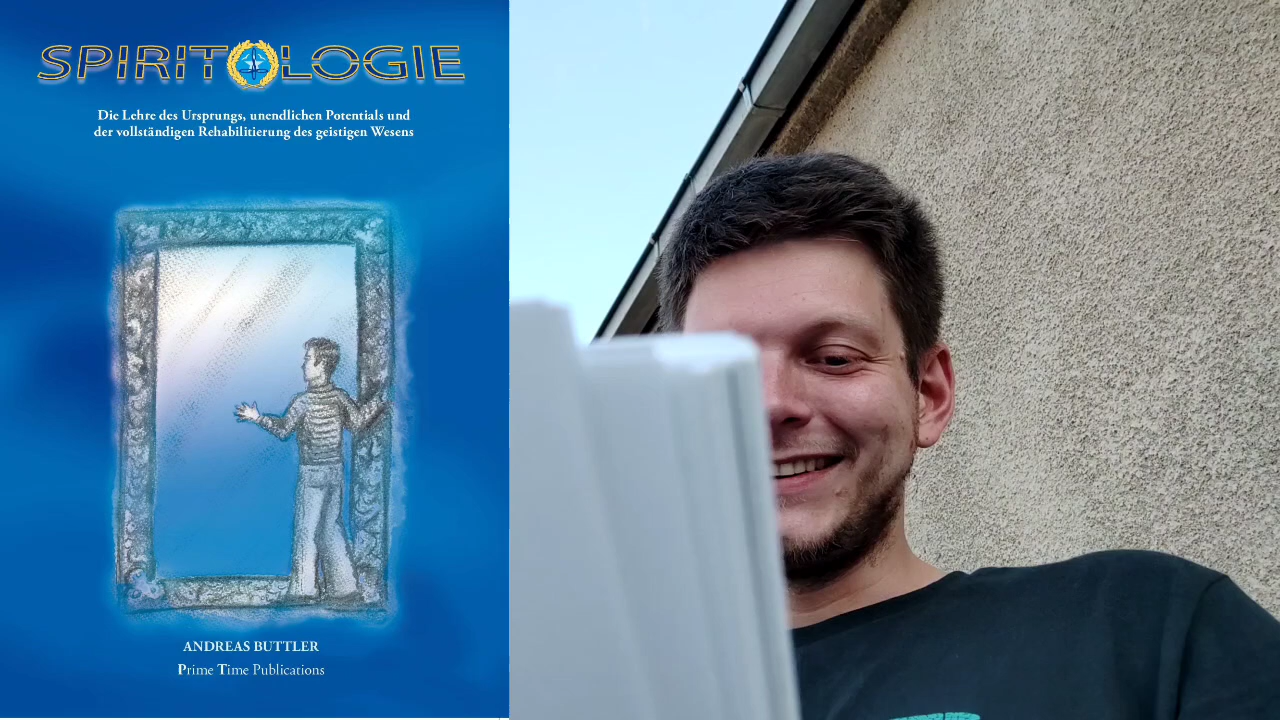 SPIRITOLOGIE
Die Lehre des Ursprungs, unendlichen Potentials und
der vollständigen Rehabilitierung des geistigen Wesens
ANDREAS BUTTLER
Prime Time Publications